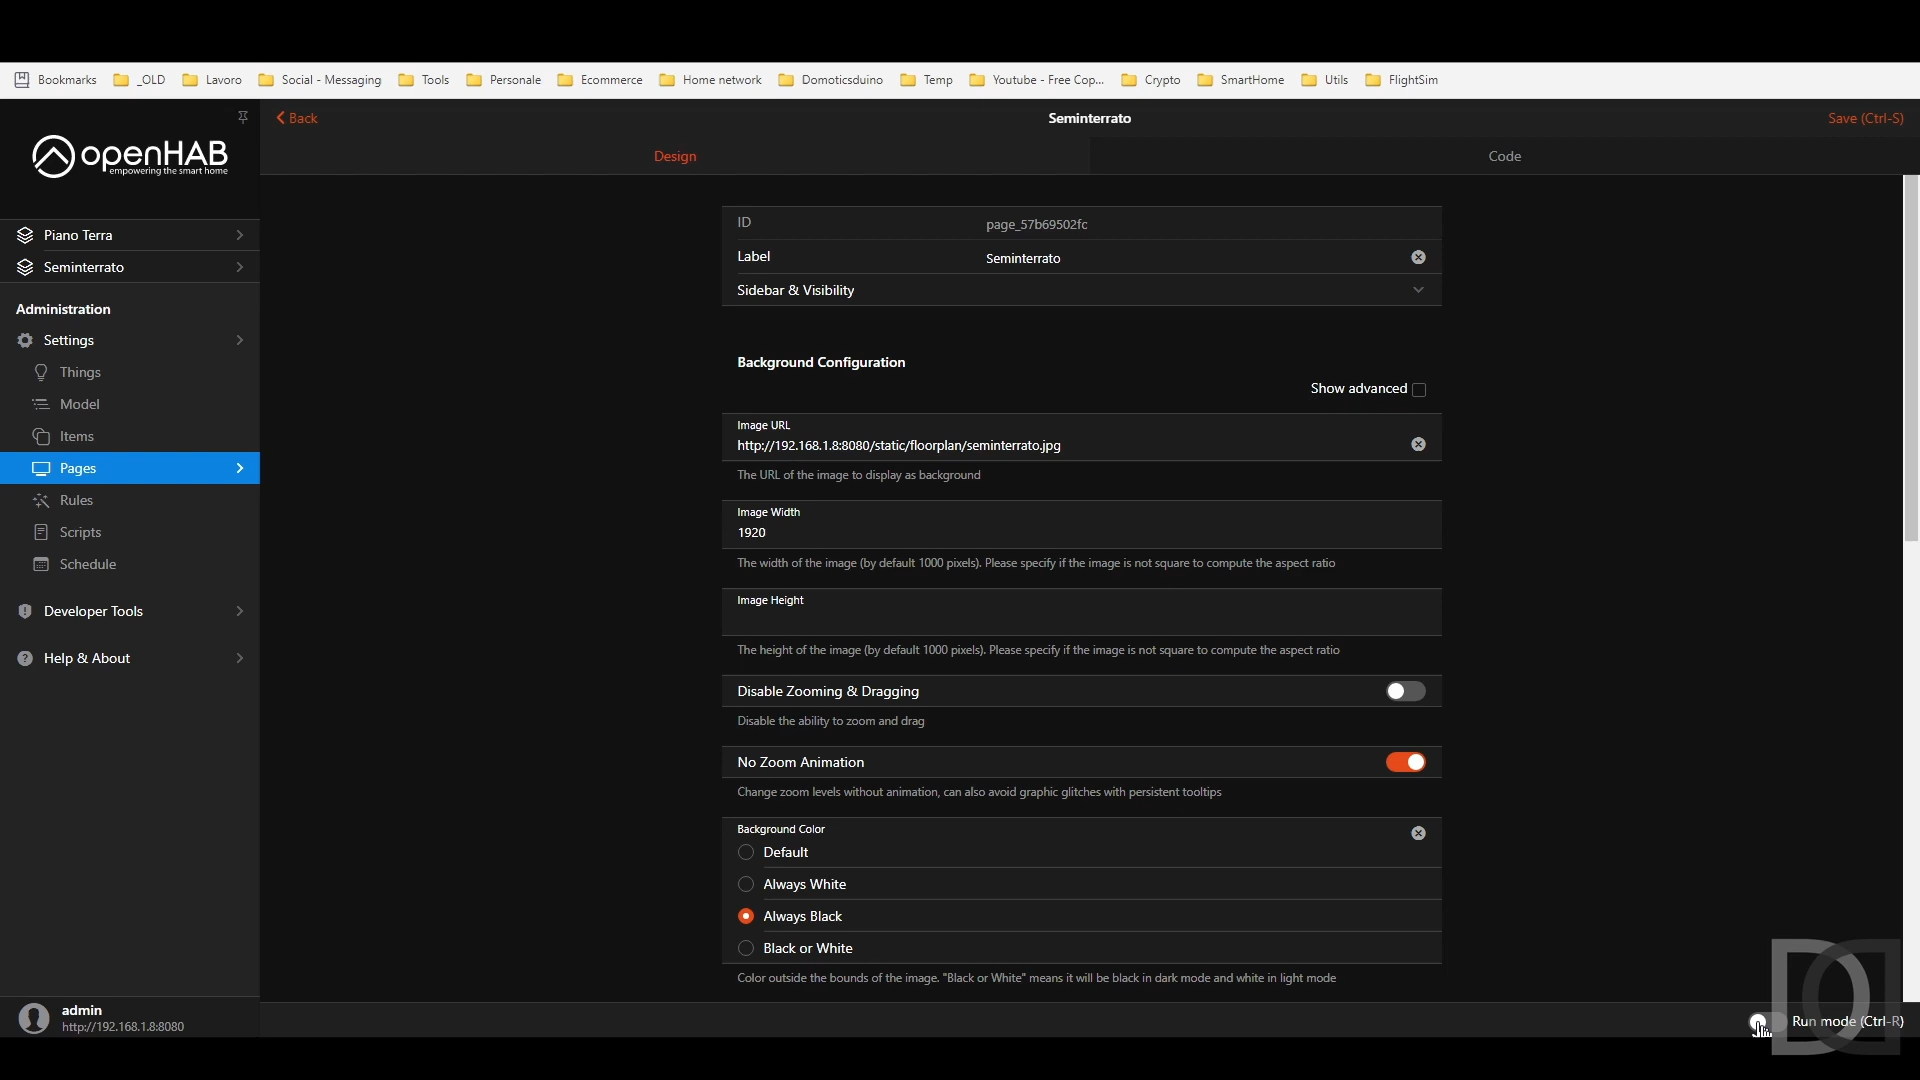 Bookmarks _OLD Lavoro Social - Messaging Tools Personale Ecommerce Home network Domoticsduino Temp Youtube - Free Cop... Crypto SmartHome Utils FlightSim
openHAB
empowering the smart home
Piano Terra
Seminterrato
Administration
Settings
Things
Model
Items
Pages
Rules
Scripts
Schedule
Developer Tools
Help & About
admin
http://192.168.1.8:8080
Back Seminterrato Save (Ctrl-S)
Design Code
ID page_57b69502fc
Label Seminterrato
Sidebar & Visibility
Background Configuration
Show advanced
Image URL
http://192.168.1.8:8080/static/floorplan/seminterrato.jpg
The URL of the image to display as background
Image Width
1920
The width of the image (by default 1000 pixels). Please specify if the image is not square to compute the aspect ratio
Image Height
The height of the image (by default 1000 pixels). Please specify if the image is not square to compute the aspect ratio
Disable Zooming & Dragging
Disable the ability to zoom and drag
No Zoom Animation
Change zoom levels without animation, can also avoid graphic glitches with persistent tooltips
Background Color
Default
Always White
Always Black
Black or White
Color outside the bounds of the image. "Black or White" means it will be black in dark mode and white in light mode
Run mode (Ctrl-R)